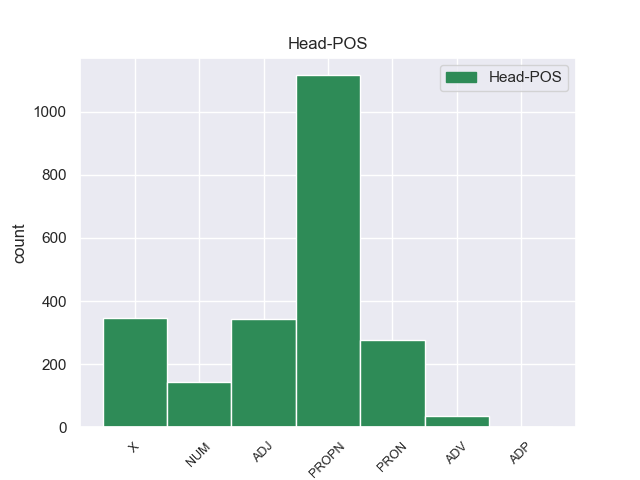 Head-POS
Head-POS
1000
800
600
400
200
0
count
X
NUM
ADJ
PROPN
PRON
ADV
ADP